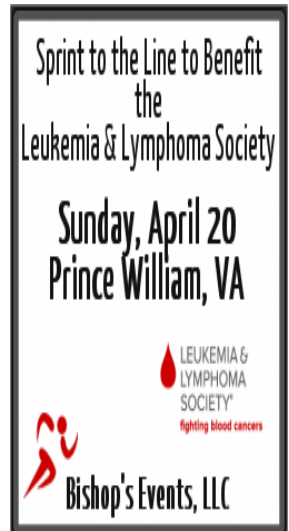 Sprint to the Line to Benefit
the
Leukemia & Lymphoma Society
Sunday, April 20
Prince William, VA
LEUKEMIA &
LYMPHOMA
SOCIETY®
fighting blood cancers
Bishop's Events, LLC